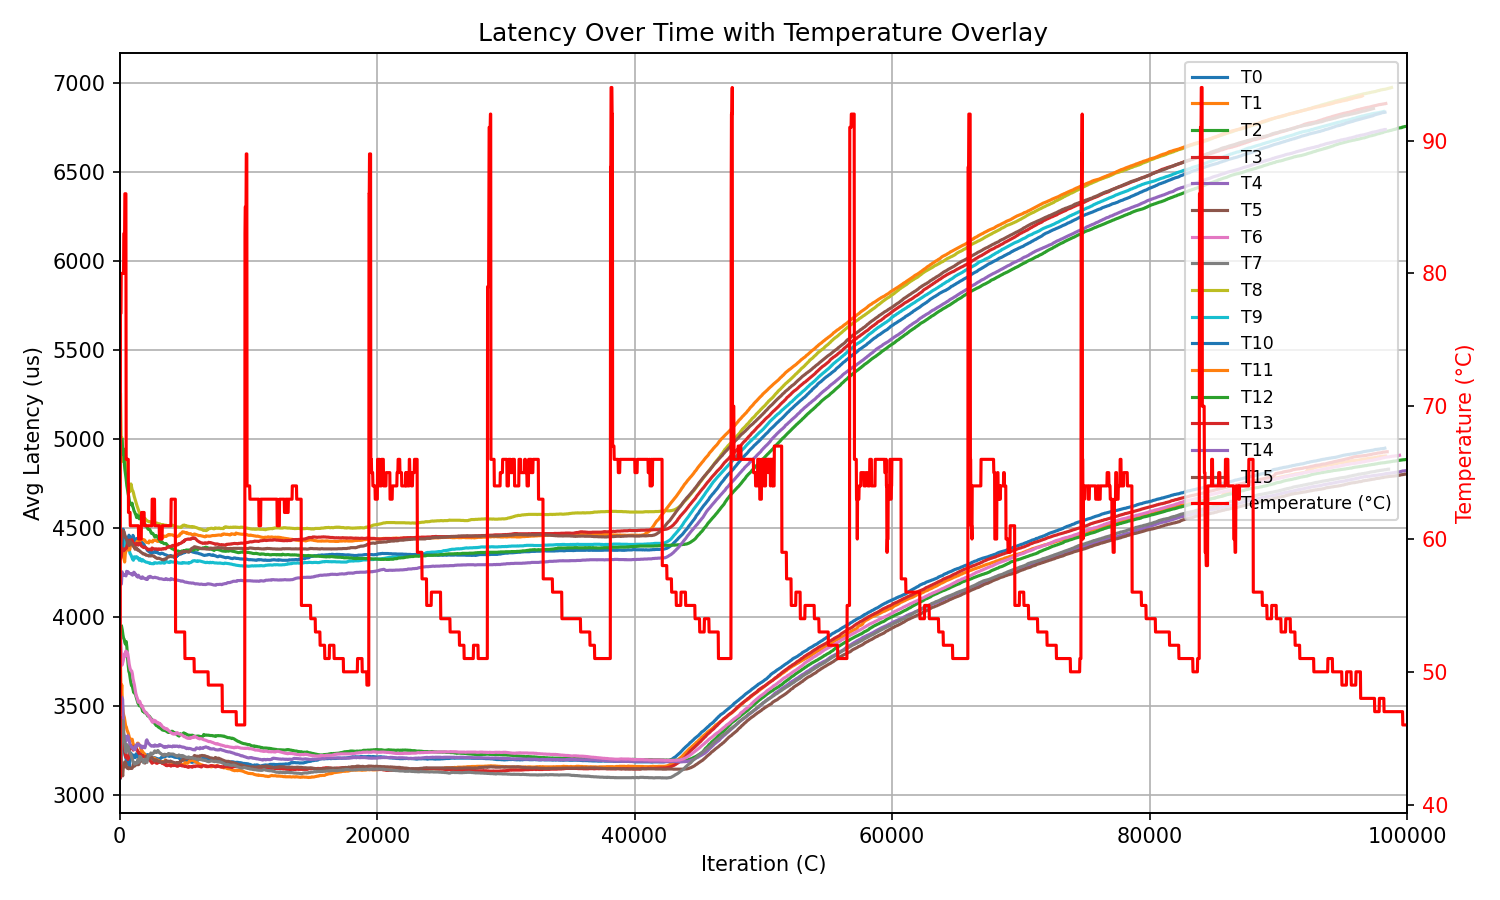 Latency Over Time with Temperature Overlay
Avg Latency (us)
7000
6500
6000
5500
5000
4500
4000
3500
3000
0
20000
40000
60000
80000
100000
Iteration (C)
90
80
70
60
50
40
Temperature (°C)
T0
T1
T2
T3
T4
T5
T6
T7
T8
T9
T10
T11
T12
T13
T14
T15
Temperature (°C)